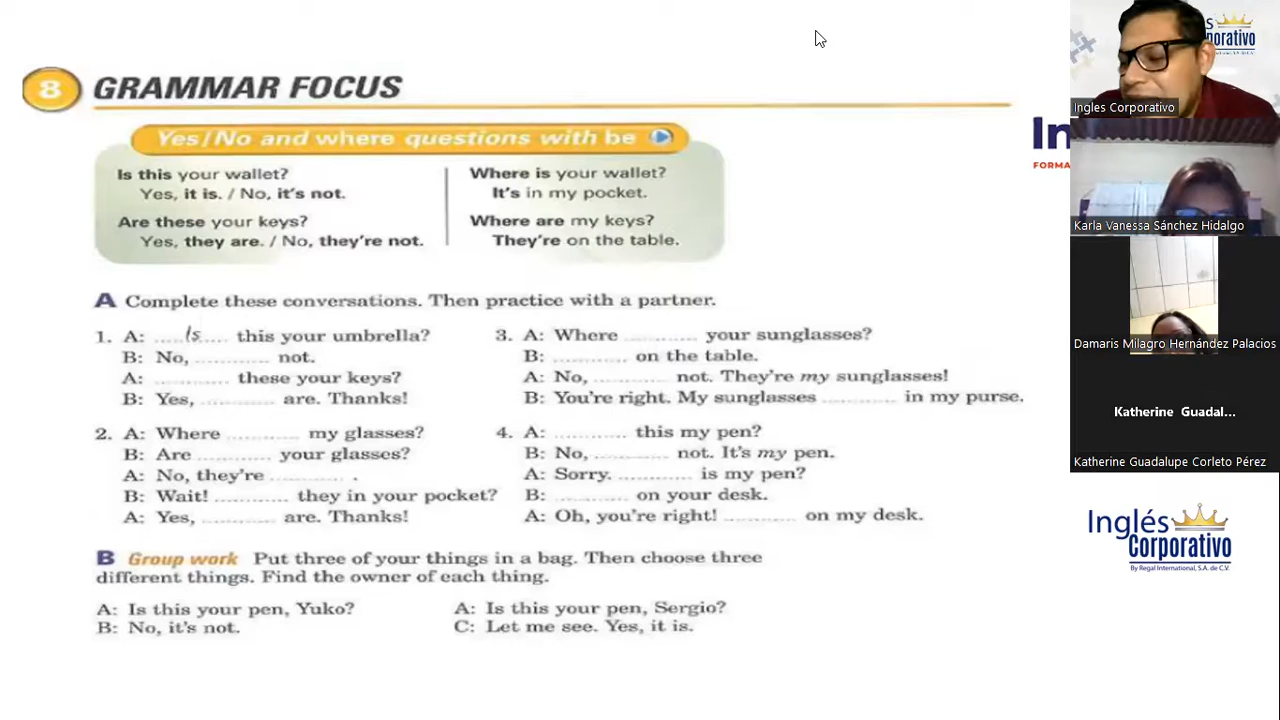 8 GRAMMAR FOCUS
Yes/No and where questions with be
Is this your wallet?
Yes, it is. / No, it's not.
Are these your keys?
Yes, they are. / No, they're not.
Where is your wallet?
It's in my pocket.
Where are my keys?
They're on the table.
A Complete these conversations. Then practice with a partner.
1. A: .....Is..... this your umbrella?
B: No, ............ not.
A: ............ these your keys?
B: Yes, ............ are. Thanks!
2. A: Where ............ my glasses?
B: Are ............ your glasses?
A: No, they're ............ .
B: Wait! ............ they in your pocket?
A: Yes, ............ are. Thanks!
3. A: Where ............ your sunglasses?
B: ............ on the table.
A: No, ............ not. They're my sunglasses!
B: You're right. My sunglasses ............ in my purse.
4. A: ............ this my pen?
B: No, ............ not. It's my pen.
A: Sorry. ............ is my pen?
B: ............ on your desk.
A: Oh, you're right! ............ on my desk.
B Group work Put three of your things in a bag. Then choose three
different things. Find the owner of each thing.
A: Is this your pen, Yuko?
B: No, it's not.
A: Is this your pen, Sergio?
C: Let me see. Yes, it is.
In
FORMA
Ingles Corporativo
Karla Vanessa Sánchez Hidalgo
Damaris Milagro Hernández Palacios
Katherine Guadal...
Katherine Guadalupe Corleto Pérez
Inglés
Corporativo
By Regal International, S.A. de C.V.